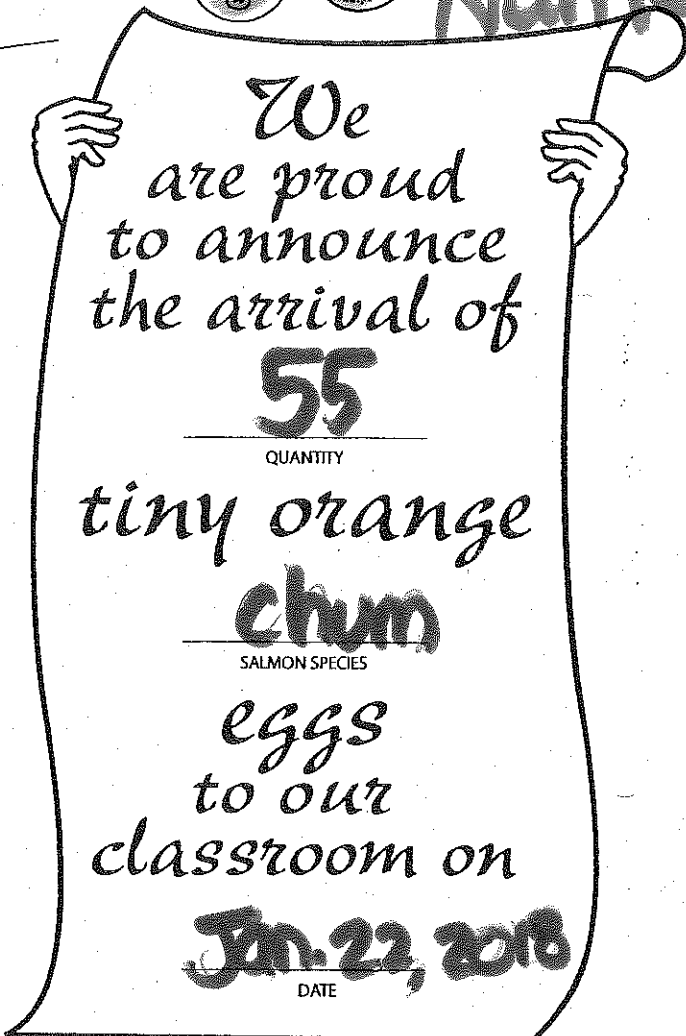 We
are proud
to announce
the arrival of
55
QUANTITY
tiny orange
chum
SALMON SPECIES
eggs
to our
classroom on
Jan. 22, 2018
DATE